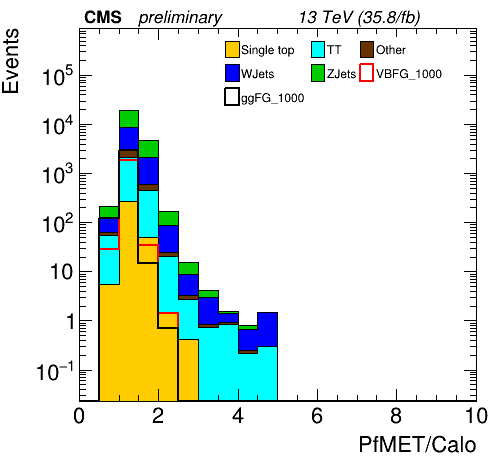 CMS preliminary 13 TeV (35.8/fb)
Events
Single top TT Other
WJets ZJets VBFG_1000
ggFG_1000
10^5
10^4
10^3
10^2
10
1
10^−1
0 2 4 6 8 10
PfMET/Calo